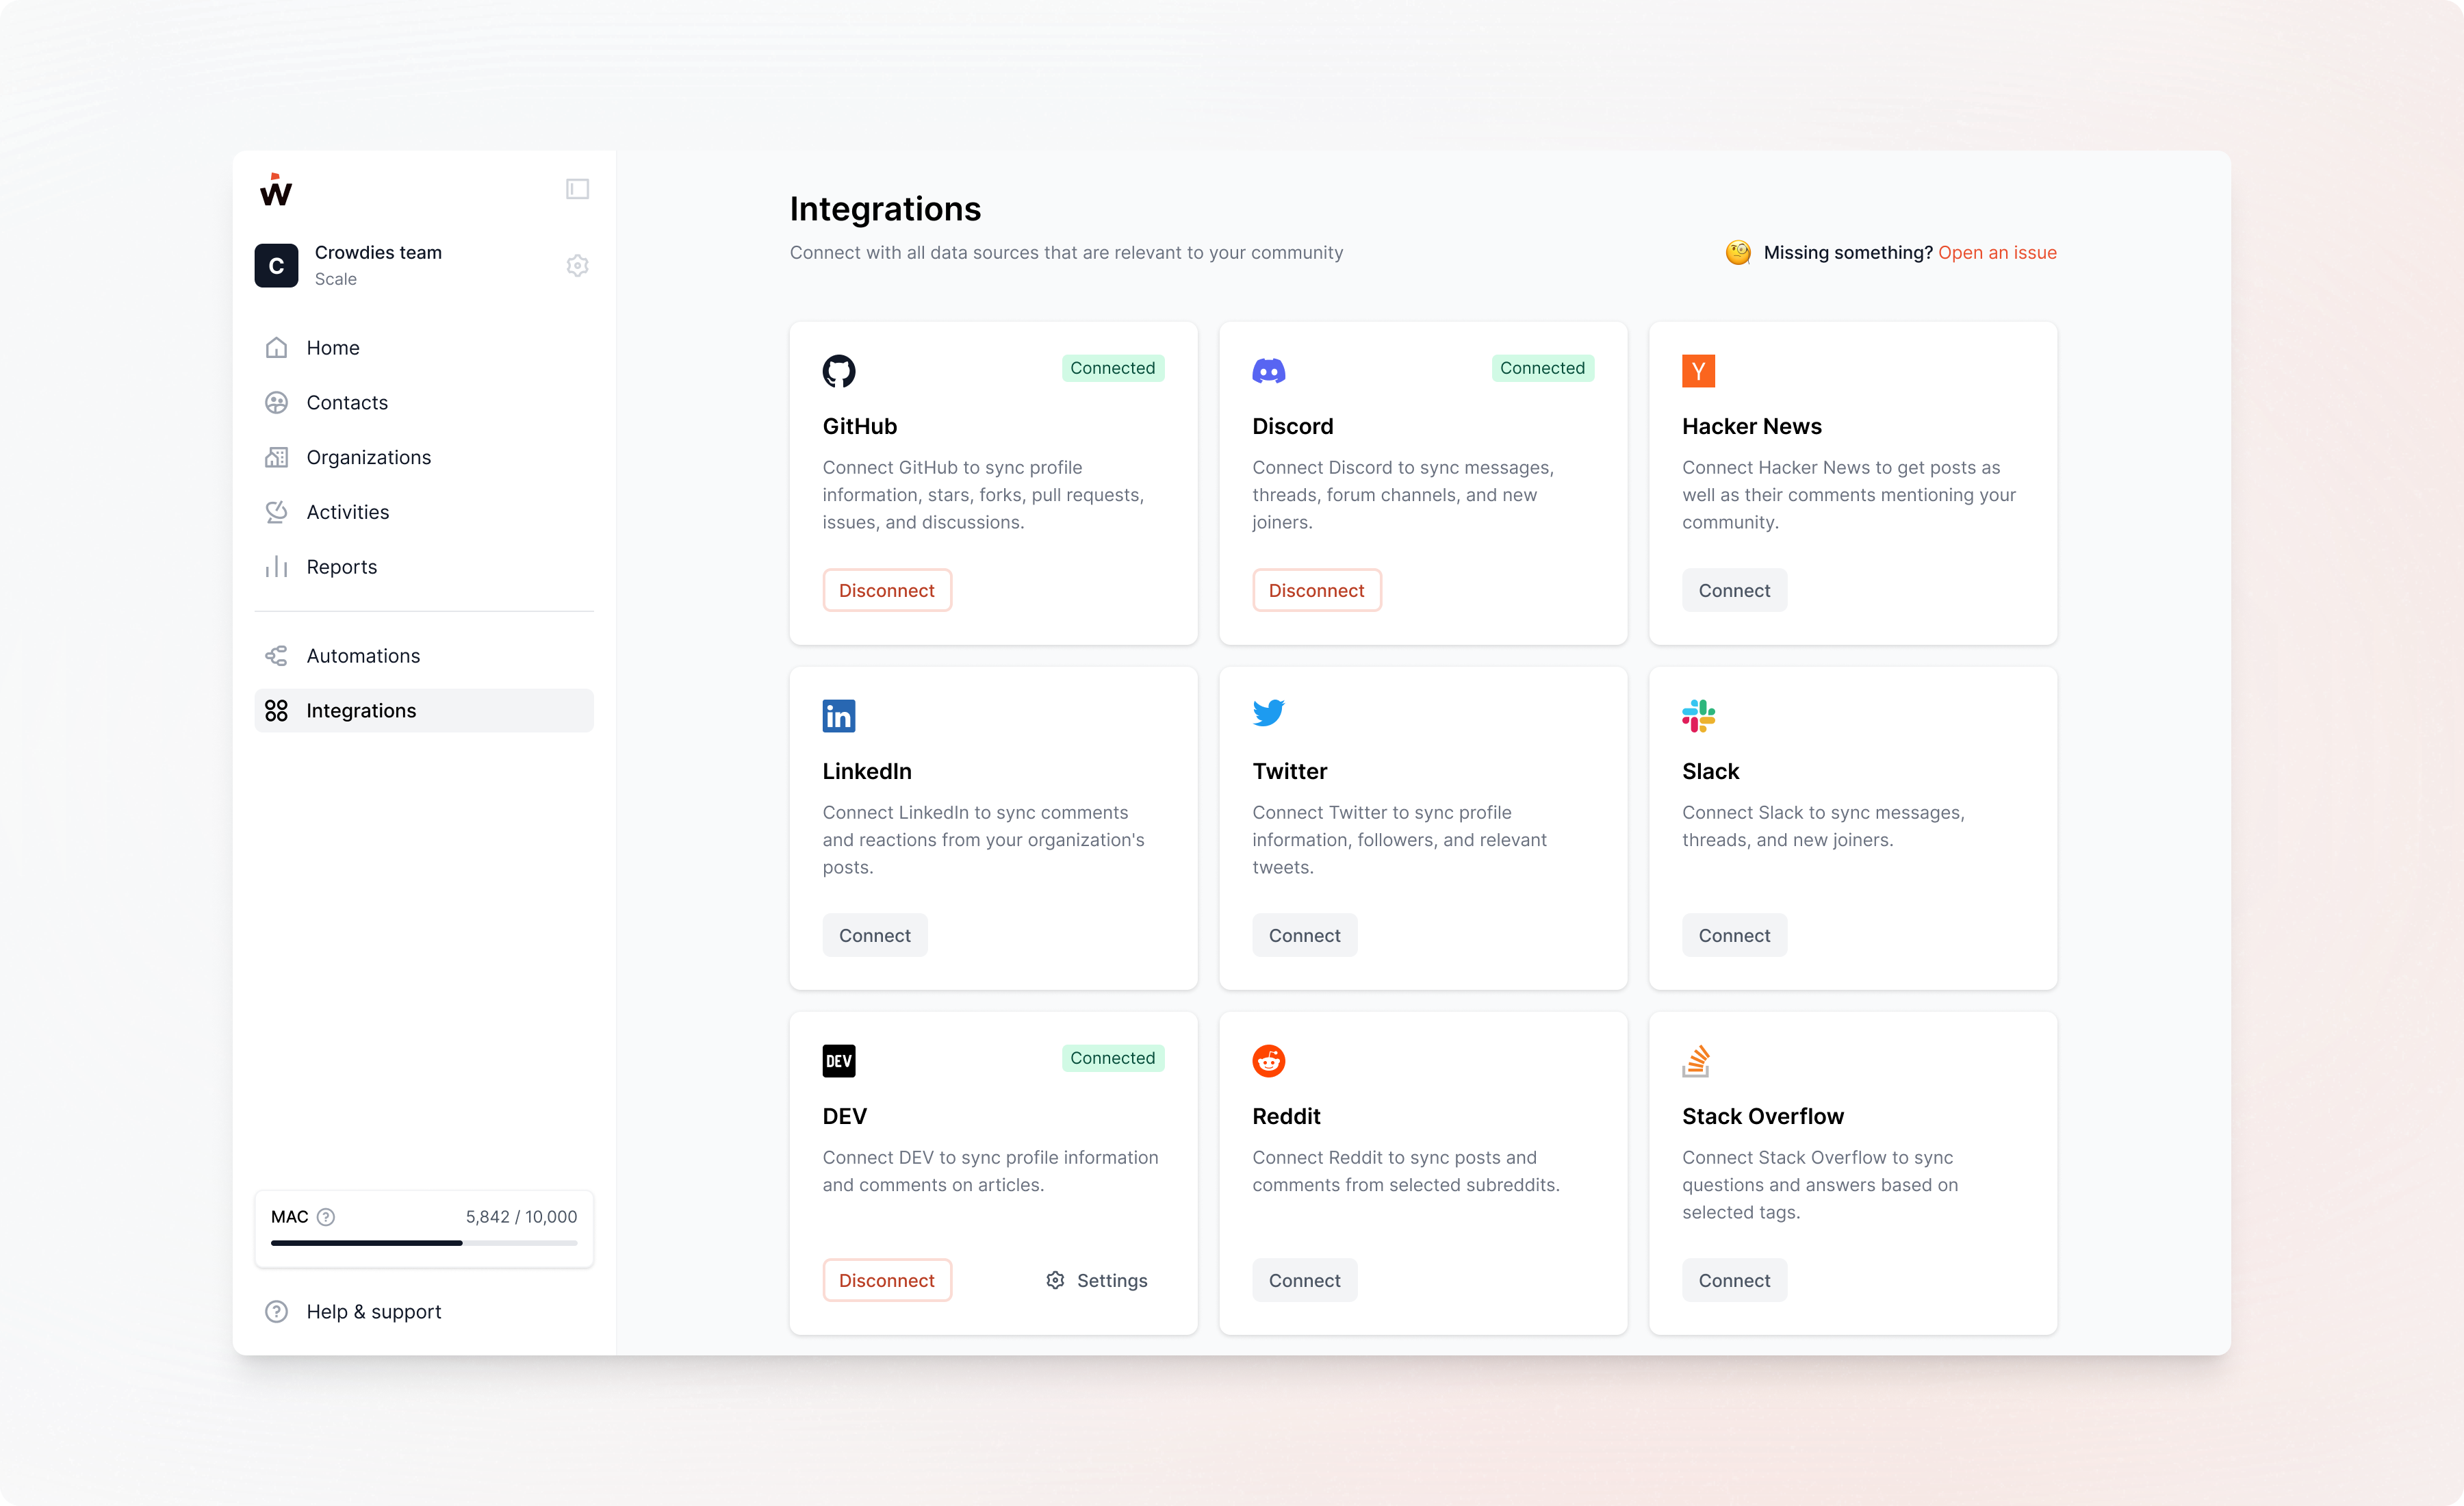 Crowdies team
C
Scale
Home
Contacts
Organizations
Activities
Reports
Automations
Integrations
MAC
5,842 / 10,000
Help & support
Integrations
Connect with all data sources that are relevant to your community
Missing something? Open an issue
Connected
GitHub
Connect GitHub to sync profile
information, stars, forks, pull requests,
issues, and discussions.
Disconnect
Connected
Discord
Connect Discord to sync messages,
threads, forum channels, and new
joiners.
Disconnect
Y
Hacker News
Connect Hacker News to get posts as
well as their comments mentioning your
community.
Connect
in
LinkedIn
Connect LinkedIn to sync comments
and reactions from your organization's
posts.
Connect
Twitter
Connect Twitter to sync profile
information, followers, and relevant
tweets.
Connect
Slack
Connect Slack to sync messages,
threads, and new joiners.
Connect
DEV
Connected
DEV
Connect DEV to sync profile information
and comments on articles.
Disconnect
Settings
Reddit
Connect Reddit to sync posts and
comments from selected subreddits.
Connect
Stack Overflow
Connect Stack Overflow to sync
questions and answers based on
selected tags.
Connect